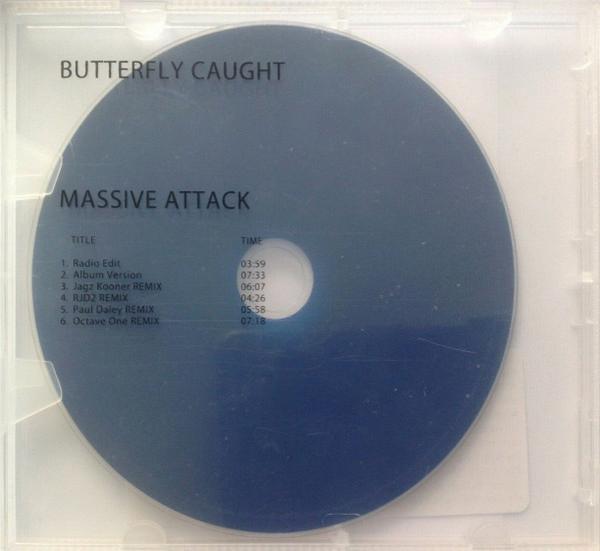 BUTTERFLY CAUGHT
MASSIVE ATTACK
TITLE TIME
1. Radio Edit 03:59
2. Album Version 07:33
3. Jagz Kooner REMIX 06:07
4. RJD2 REMIX 04:26
5. Paul Daley REMIX 05:58
6. Octave One REMIX 07:18